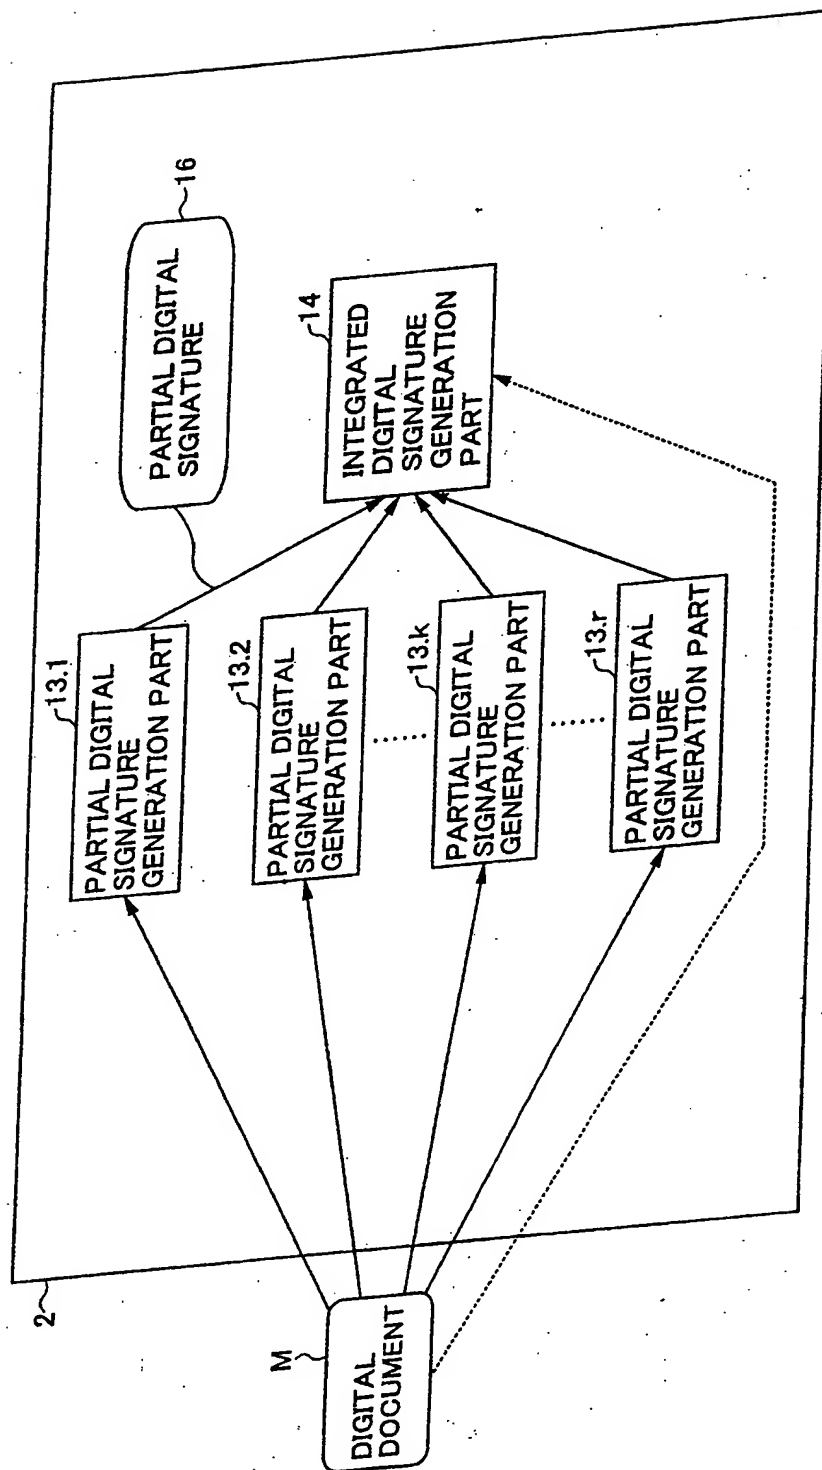 2
M
DIGITAL
DOCUMENT
13.1
PARTIAL DIGITAL
SIGNATURE
GENERATION PART
13.2
PARTIAL DIGITAL
SIGNATURE
GENERATION PART
13.k
PARTIAL DIGITAL
SIGNATURE
GENERATION PART
13.r
PARTIAL DIGITAL
SIGNATURE
GENERATION PART
16
PARTIAL DIGITAL
SIGNATURE
14
INTEGRATED
DIGITAL
SIGNATURE
GENERATION
PART